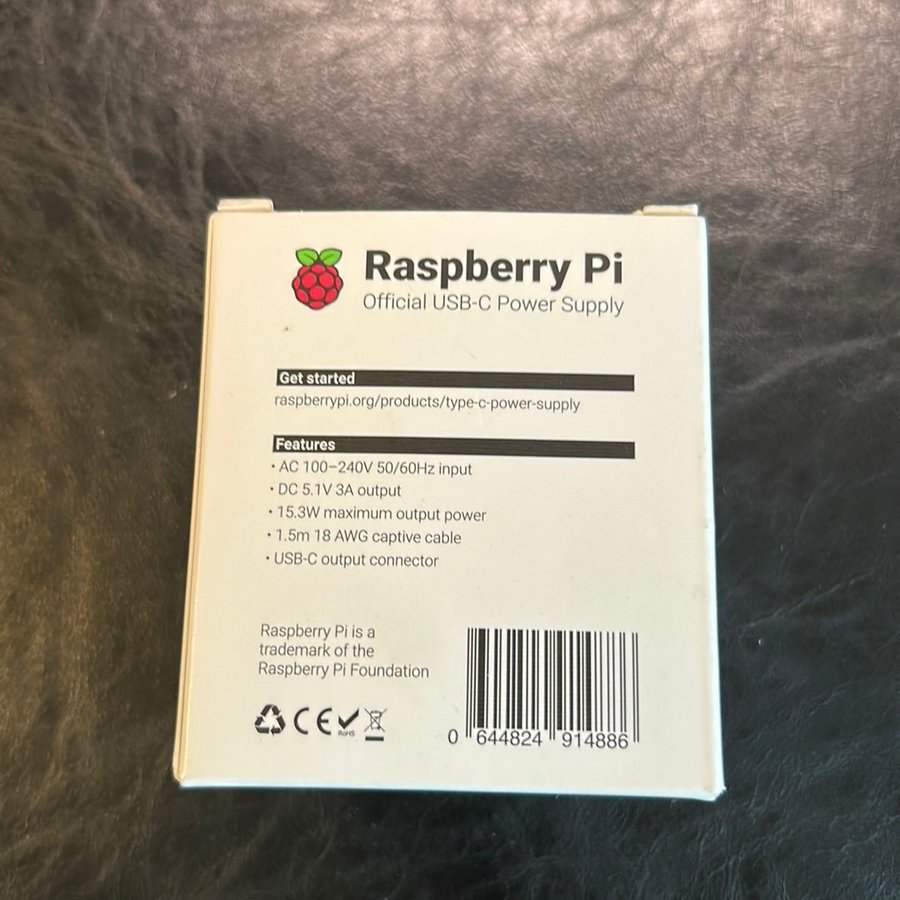 Raspberry Pi
Official USB-C Power Supply
Get started
raspberrypi.org/products/type-c-power-supply
Features
• AC 100–240V 50/60Hz input
• DC 5.1V 3A output
• 15.3W maximum output power
• 1.5m 18 AWG captive cable
• USB-C output connector
Raspberry Pi is a
trademark of the
Raspberry Pi Foundation
CE RoHS
0 644824 914886